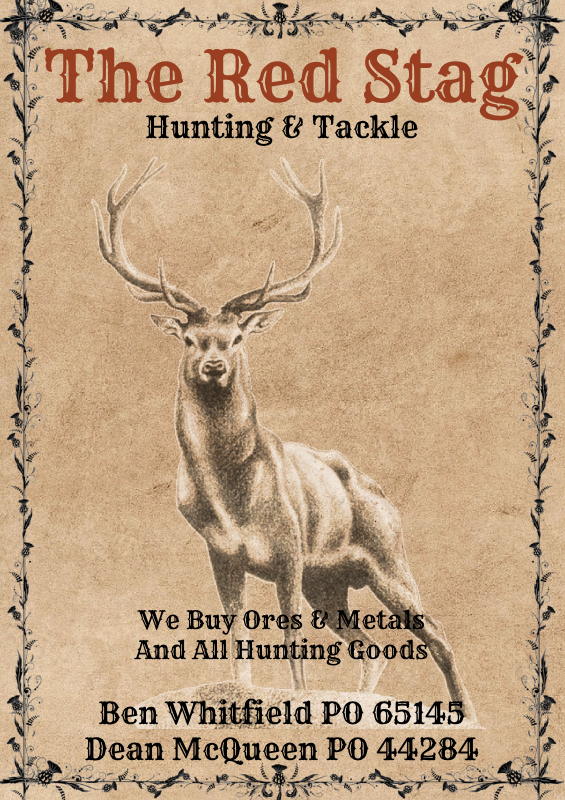 The Red Stag
Hunting & Tackle
We Buy Ores & Metals
And All Hunting Goods
Ben Whitfield PO 65145
Dean McQueen PO 44284